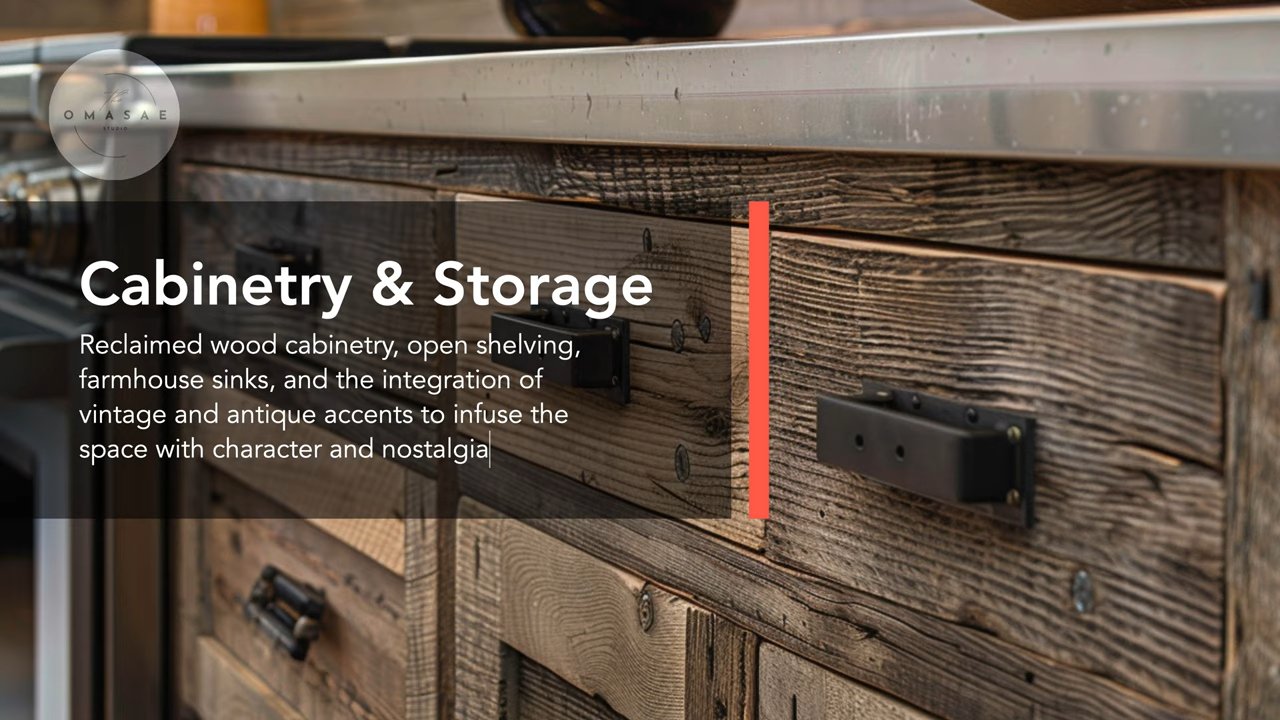 The
OMASAE
STUDIO
Cabinetry & Storage
Reclaimed wood cabinetry, open shelving,
farmhouse sinks, and the integration of
vintage and antique accents to infuse the
space with character and nostalgia